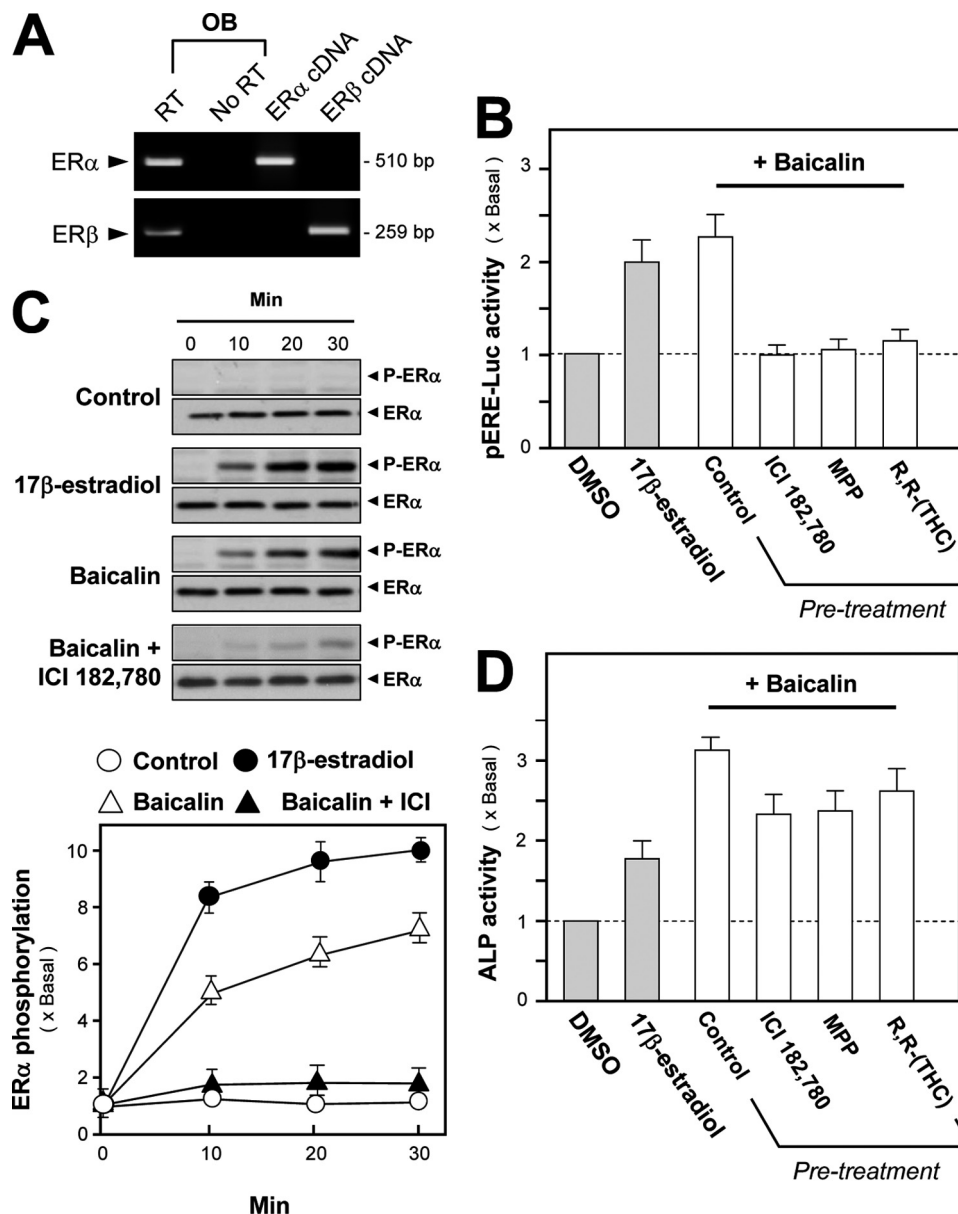 A
OB
RT
No RT
ERα cDNA
ERβ cDNA
ERα
- 510 bp
ERβ
- 259 bp
B
pERE-Luc activity ( x Basal )
3
2
1
0
+ Baicalin
DMSO
17β-estradiol
Control
ICI 182,780
MPP
R,R-(THC)
Pre-treatment
C
Min
0 10 20 30
Control
P-ERα
ERα
17β-estradiol
P-ERα
ERα
Baicalin
P-ERα
ERα
Baicalin +
ICI 182,780
P-ERα
ERα
Control
17β-estradiol
Baicalin
Baicalin + ICI
ERα phosphorylation
( x Basal )
10
8
6
4
2
0
0 10 20 30
Min
D
ALP activity ( x Basal )
3
2
1
0
+ Baicalin
DMSO
17β-estradiol
Control
ICI 182,780
MPP
R,R-(THC)
Pre-treatment